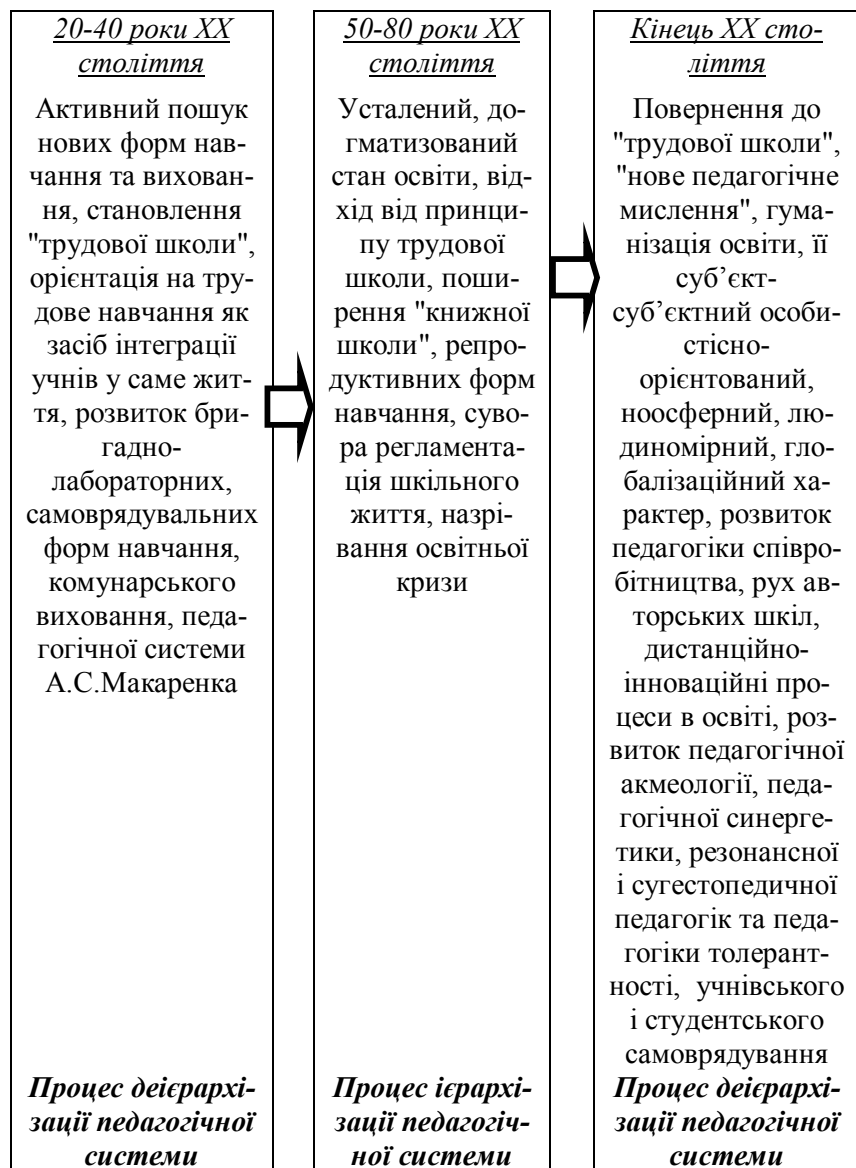 20-40 роки ХХ
століття
Активний пошук
нових форм нав-
чання та вихован-
ня, становлення
"трудової школи",
орієнтація на тру-
дове навчання як
засіб інтеграції
учнів у саме жит-
тя, розвиток бри-
гадно-
лабораторних,
самоврядувальних
форм навчання,
комунарського
виховання, педа-
гогічної системи
А.С.Макаренка
Процес деієрархі-
зації педагогічної
системи
50-80 роки ХХ
століття
Усталений, до-
гматизований
стан освіти, від-
хід від принци-
пу трудової
школи, поши-
рення "книжної
школи", репро-
дуктивних форм
навчання, суво-
ра регламента-
ція шкільного
життя, назрі-
вання освітньої
кризи
Процес ієрархі-
зації педагогіч-
ної системи
Кінець ХХ сто-
ліття
Повернення до
"трудової школи",
"нове педагогічне
мислення", гума-
нізація освіти, її
суб’єкт-
суб’єктний особи-
стісно-
орієнтований,
ноосферний, лю-
диномірний, гло-
балізаційний ха-
рактер, розвиток
педагогіки співро-
бітництва, рух ав-
торських шкіл,
дистанційно-
інноваційні про-
цеси в освіті, роз-
виток педагогічної
акмеології, педа-
гогічної синерге-
тики, резонансної
і сугестопедичної
педагогік та педа-
гогіки толерант-
ності, учнівського
і студентського
самоврядування
Процес деієрархі-
зації педагогічної
системи